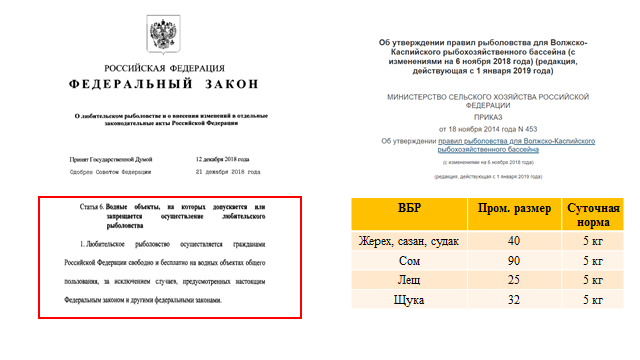 РОССИЙСКАЯ ФЕДЕРАЦИЯ
ФЕДЕРАЛЬНЫЙ ЗАКОН
О любительском рыболовстве и о внесении изменений в отдельные
законодательные акты Российской Федерации
Принят Государственной Думой 12 декабря 2018 года
Одобрен Советом Федерации 21 декабря 2018 года
Статья 6. Водные объекты, на которых допускается или
запрещается осуществление любительского
рыболовства
1. Любительское рыболовство осуществляется гражданами
Российской Федерации свободно и бесплатно на водных объектах общего
пользования, за исключением случаев, предусмотренных настоящим
Федеральным законом и другими федеральными законами.
Об утверждении правил рыболовства для Волжско-
Каспийского рыбохозяйственного бассейна (с
изменениями на 6 ноября 2018 года) (редакция,
действующая с 1 января 2019 года)
МИНИСТЕРСТВО СЕЛЬСКОГО ХОЗЯЙСТВА РОССИЙСКОЙ
ФЕДЕРАЦИИ
ПРИКАЗ
от 18 ноября 2014 года N 453
Об утверждении правил рыболовства для Волжско-Каспийского
рыбохозяйственного бассейна
(с изменениями на 6 ноября 2018 года)
(редакция, действующая с 1 января 2019 года)
ВБР Пром. размер Суточная
норма
Жерех, сазан, судак 40 5 кг
Сом 90 5 кг
Лещ 25 5 кг
Щука 32 5 кг